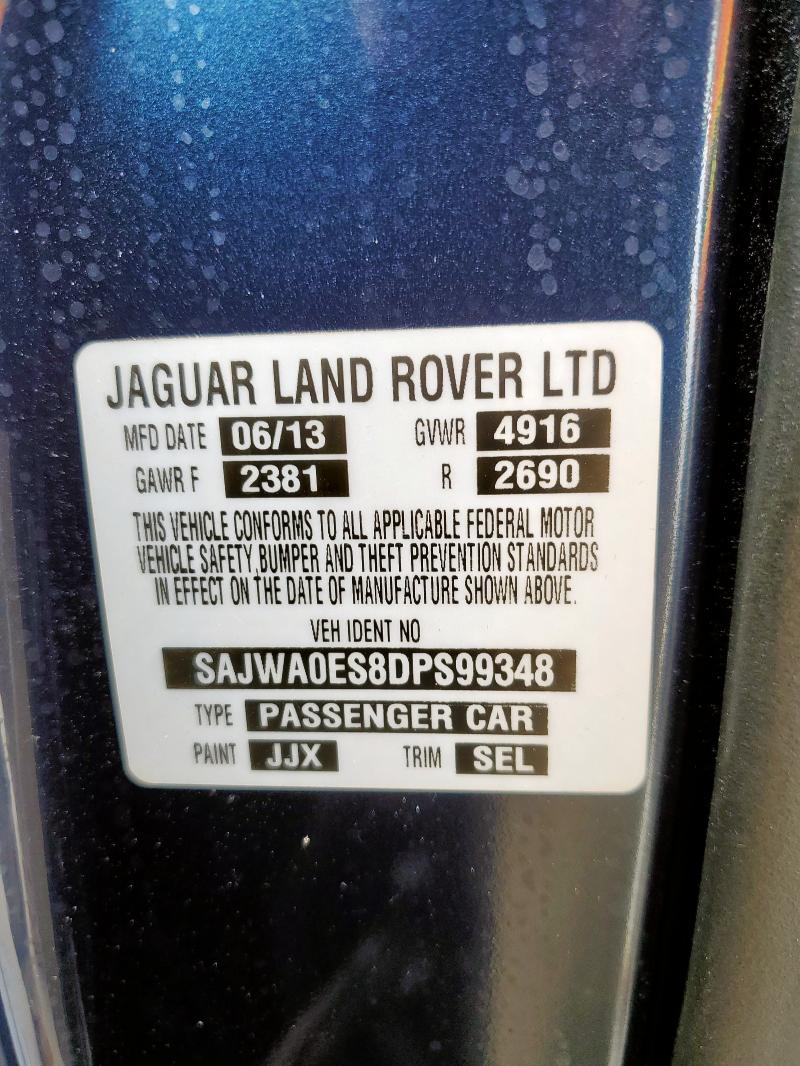 JAGUAR LAND ROVER LTD
MFD DATE 06/13 GVWR 4916
GAWR F 2381 R 2690
THIS VEHICLE CONFORMS TO ALL APPLICABLE FEDERAL MOTOR
VEHICLE SAFETY, BUMPER AND THEFT PREVENTION STANDARDS
IN EFFECT ON THE DATE OF MANUFACTURE SHOWN ABOVE.
VEH IDENT NO
SAJWA0ES8DPS99348
TYPE PASSENGER CAR
PAINT JJX TRIM SEL